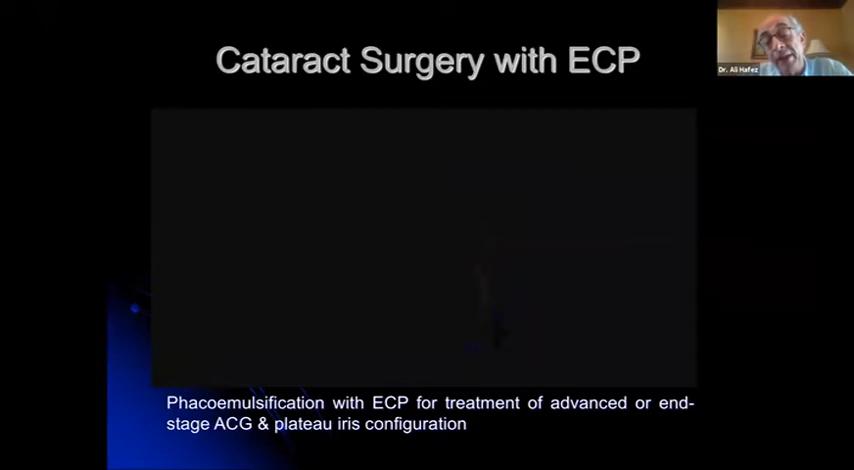 Cataract Surgery with ECP
Dr. Ali Hafez
Phacoemulsification with ECP for treatment of advanced or end-
stage ACG & plateau iris configuration